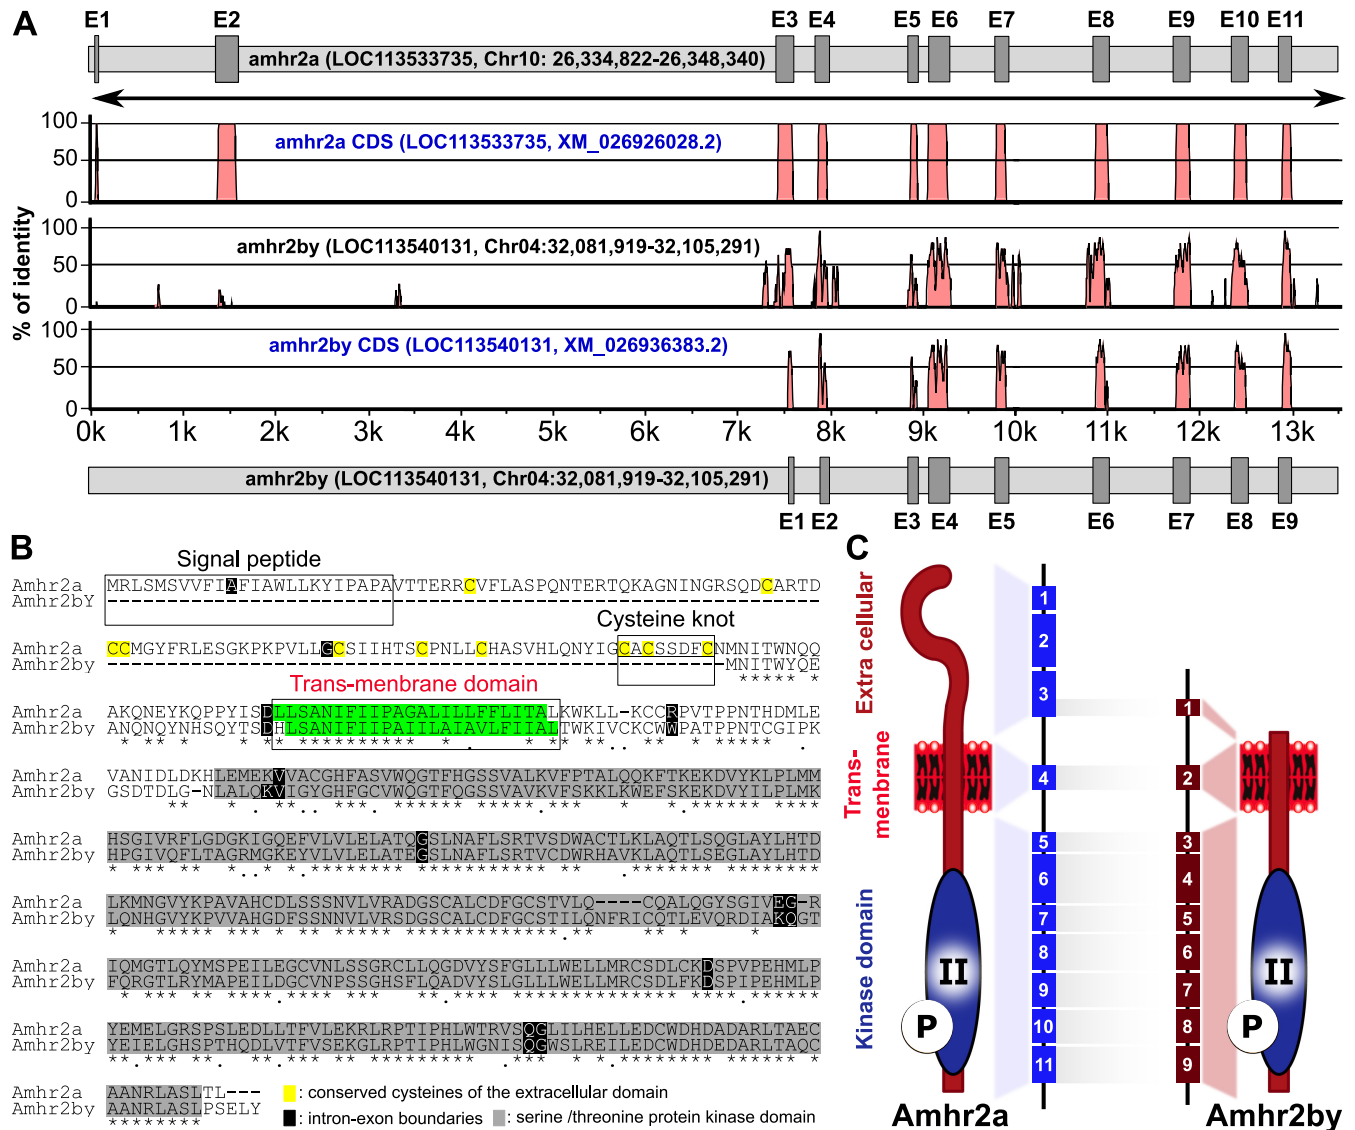 A
E1 E2 E3 E4 E5 E6 E7 E8 E9 E10 E11
amhr2a (LOC113533735, Chr10: 26,334,822-26,348,340)
% of identity
100
amhr2a CDS (LOC113533735, XM_026926028.2)
50
0
100
amhr2by (LOC113540131, Chr04:32,081,919-32,105,291)
50
0
100
amhr2by CDS (LOC113540131, XM_026936383.2)
50
0
0k 1k 2k 3k 4k 5k 6k 7k 8k 9k 10k 11k 12k 13k
amhr2by (LOC113540131, Chr04:32,081,919-32,105,291)
E1 E2 E3 E4 E5 E6 E7 E8 E9
B
Signal peptide
Amhr2a MRLSMSVVFIAFIAWLLKYIPAPAVTTERRCVFLASPQNTERTQKAGNINGRSQDCARTD
Amhr2bY
Cysteine knot
Amhr2a CCMGYFRLESGKPKPVLLGCSIIHTSCPNLLCHASVHLQNYIGCACSSDFCNMNITWNQQ
Amhr2by MNITWYQE
Trans-menbrane domain
Amhr2a AKQNEYKQPPYISDLLSANIFIIPAGALILLFFLITALKWKLL-KCCRPVTPPNTHDMLE
Amhr2by ANQNQYNHSQYTSDHLSANIFIIPAIILAIAVLFIIALTWKIVCKCWWPATPPNTCGIPK
Amhr2a VANIDLDKHLEMEKVVACGHFASVWQGTFHGSSVALKVFPTALQQKFTKEKDVYKLPLMM
Amhr2by GSDTDLG-NLALQKVIGYGHFGCVWQGTFQGSSVAVKVFSKKLKWEFSKEKDVYILPLMK
Amhr2a HSGIVRFLGDGKIGQEFVLVLELATQGSLNAFLSRTVSDWACTLKLAQTLSQGLAYLHTD
Amhr2by HPGIVQFLTAGRMGKEYVLVLELATEGSLNAFLSRTVCDWRHAVKLAQTLSEGLAYLHTD
Amhr2a LKMNGVYKPAVAHCDLSSSNVLVRADGSCALCDFGCSTVLQ----CQALQGYSGIVEG-R
Amhr2by LQNHGVYKPVVAHGDFSSNNVLVRNDGSCALCDFGCSTILQNFRICQTLEVQRDIAKQGT
Amhr2a IQMGTLQYMSPEILEGCVNLSSGRCLLQGDVYSFGLLLWELLMRCSDLCKDSPVPEHMLP
Amhr2by FQRGTLRYMAPEILEGCVNPSSGHSFLQADVYSLGLLLWELLMRCSDLFKDSPIPEHMLP
Amhr2a YEMELGRSPSLEDLLTFVLEKRLRPTIPHLWTRVSQGLILHELLEDCWDHDADARLTAEC
Amhr2by YEIELGHSPTHQDLVTFVSEKGLRPTIPHLWGNISQGWSLREILEDCWDHDAEARLTAQC
Amhr2a AANRLASLTL---
Amhr2by AANRLASLPSELY
: conserved cysteines of the extracellular domain
: intron-exon boundaries : serine /threonine protein kinase domain
C
Extra cellular
Trans-
menbrane
Kinase domain
II
P
1
2
3
4
5
6
7
8
9
10
11
1
2
3
4
5
6
7
8
9
II
P
Amhr2a Amhr2by